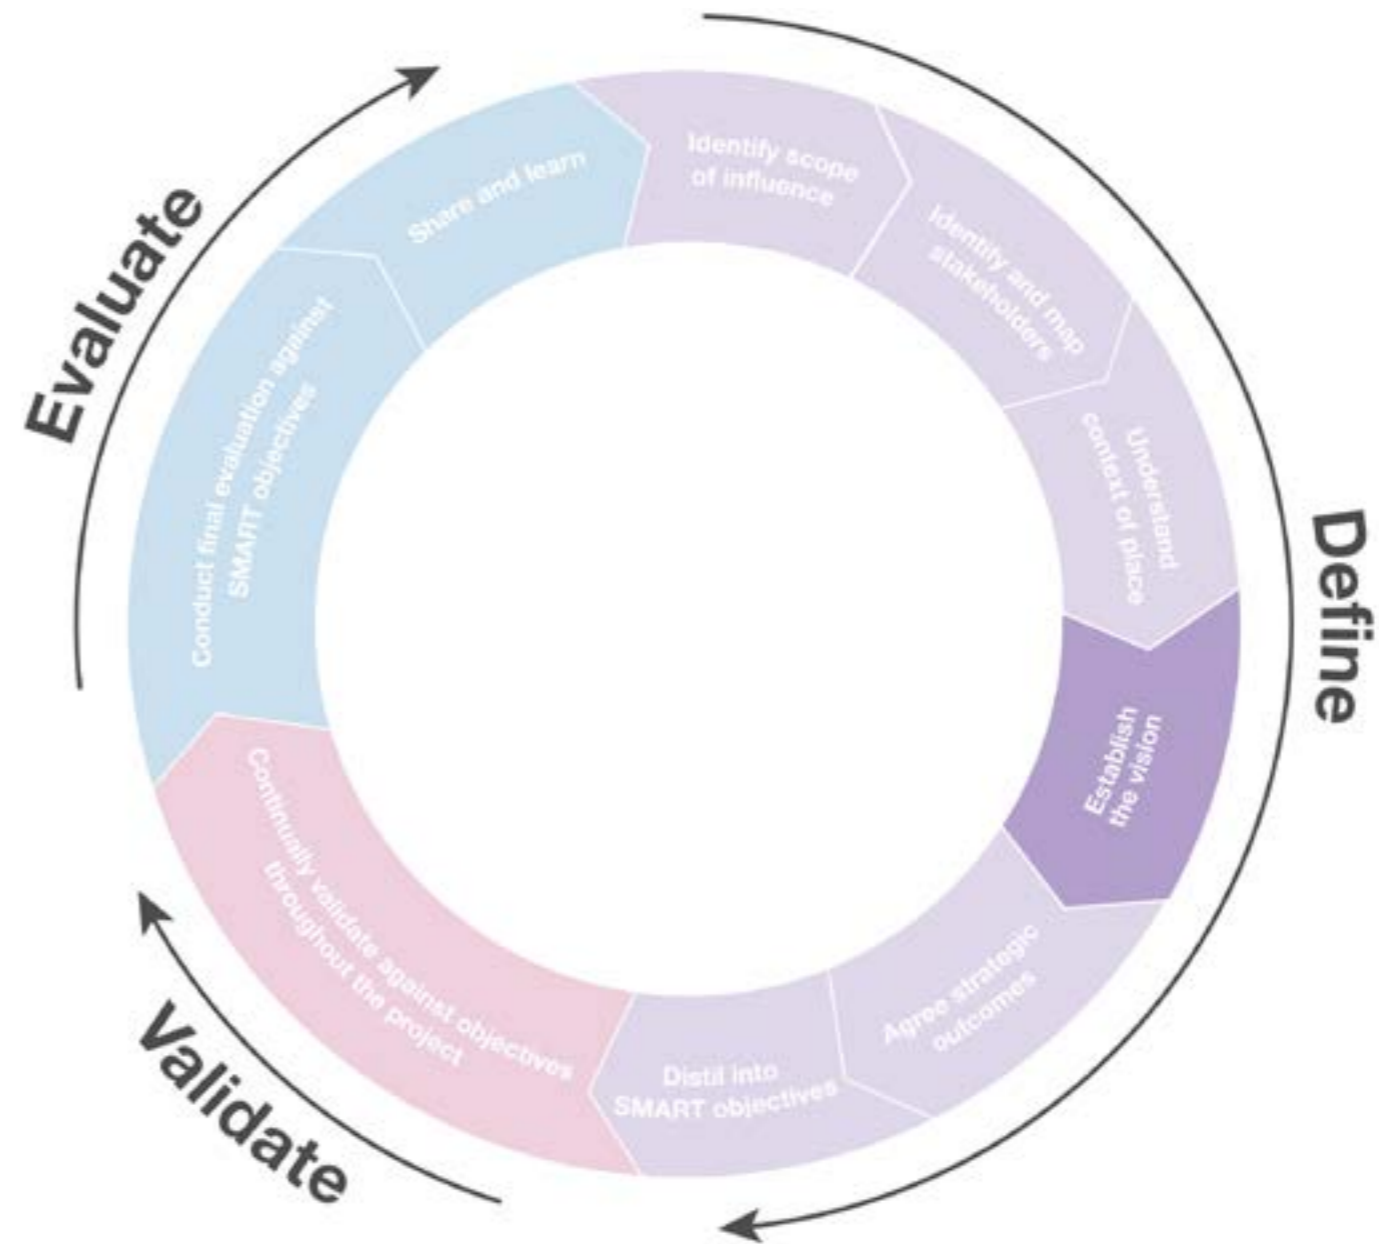 Define
Identify scope
of influence
Identify and map
stakeholders
Understand
context of place
Establish
the vision
Agree strategic
outcomes
Distil into
SMART objectives
Validate
Continually validate against objectives
throughout the project
Evaluate
Conduct final evaluation against
SMART objectives
Share and learn